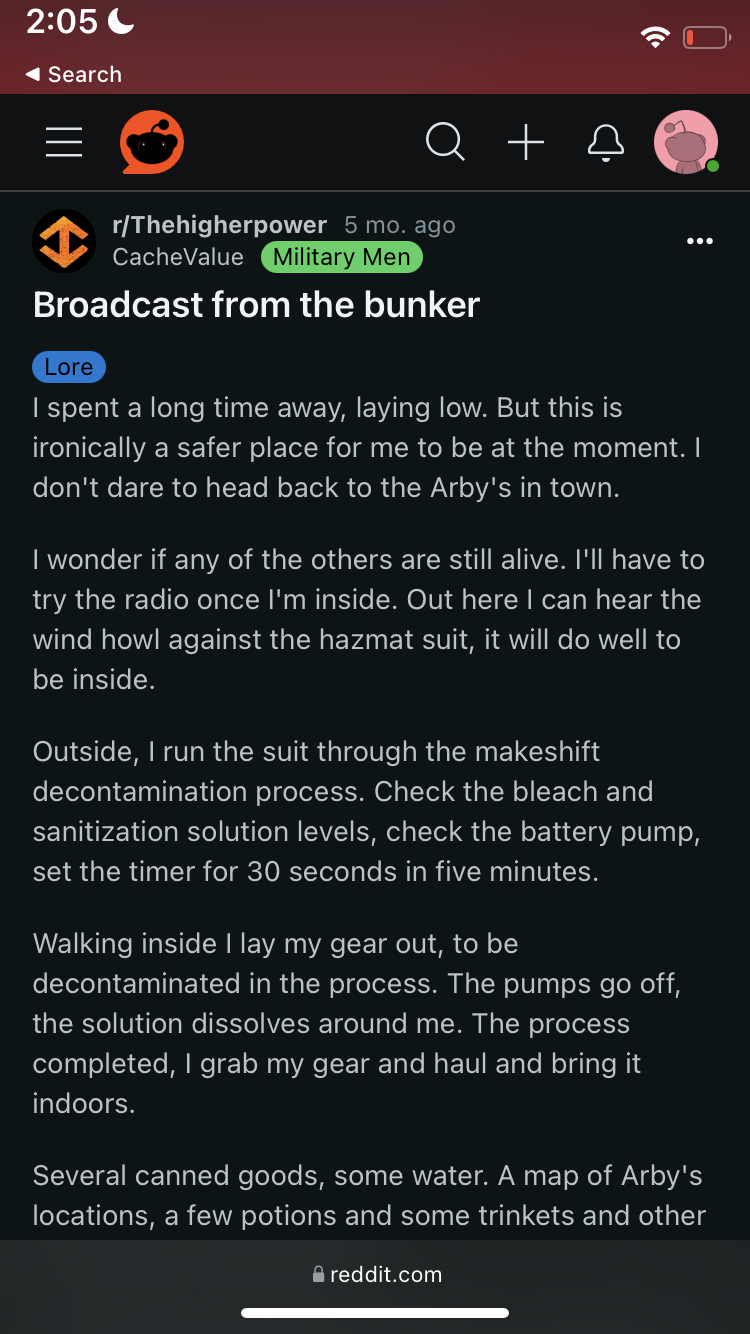 2:05
◀ Search
r/Thehigherpower 5 mo. ago
CacheValue Military Men
Broadcast from the bunker
Lore
I spent a long time away, laying low. But this is
ironically a safer place for me to be at the moment. I
don't dare to head back to the Arby's in town.
I wonder if any of the others are still alive. I'll have to
try the radio once I'm inside. Out here I can hear the
wind howl against the hazmat suit, it will do well to
be inside.
Outside, I run the suit through the makeshift
decontamination process. Check the bleach and
sanitization solution levels, check the battery pump,
set the timer for 30 seconds in five minutes.
Walking inside I lay my gear out, to be
decontaminated in the process. The pumps go off,
the solution dissolves around me. The process
completed, I grab my gear and haul and bring it
indoors.
Several canned goods, some water. A map of Arby's
locations, a few potions and some trinkets and other
reddit.com